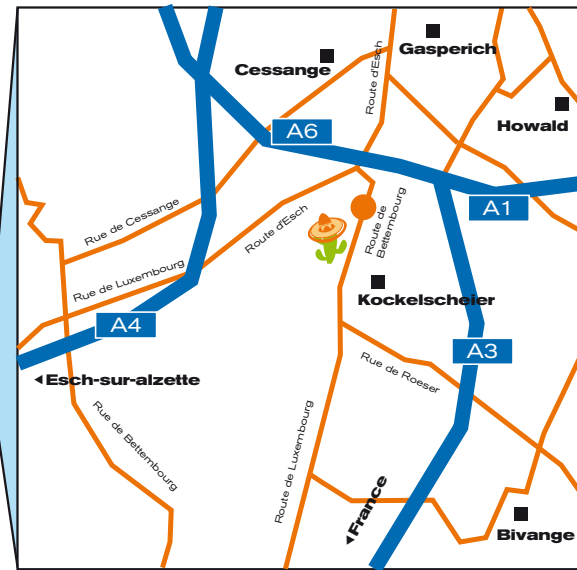 Gasperich
Cessange
Route d'Esch
Howald
A6
A1
Rue de Cessange
Route d'Esch
Route de
Bettembourg
Rue de Luxembourg
Kockelscheier
A4
A3
Esch-sur-alzette
Rue de Roeser
Rue de Bettembourg
Route de Luxembourg
France
Bivange